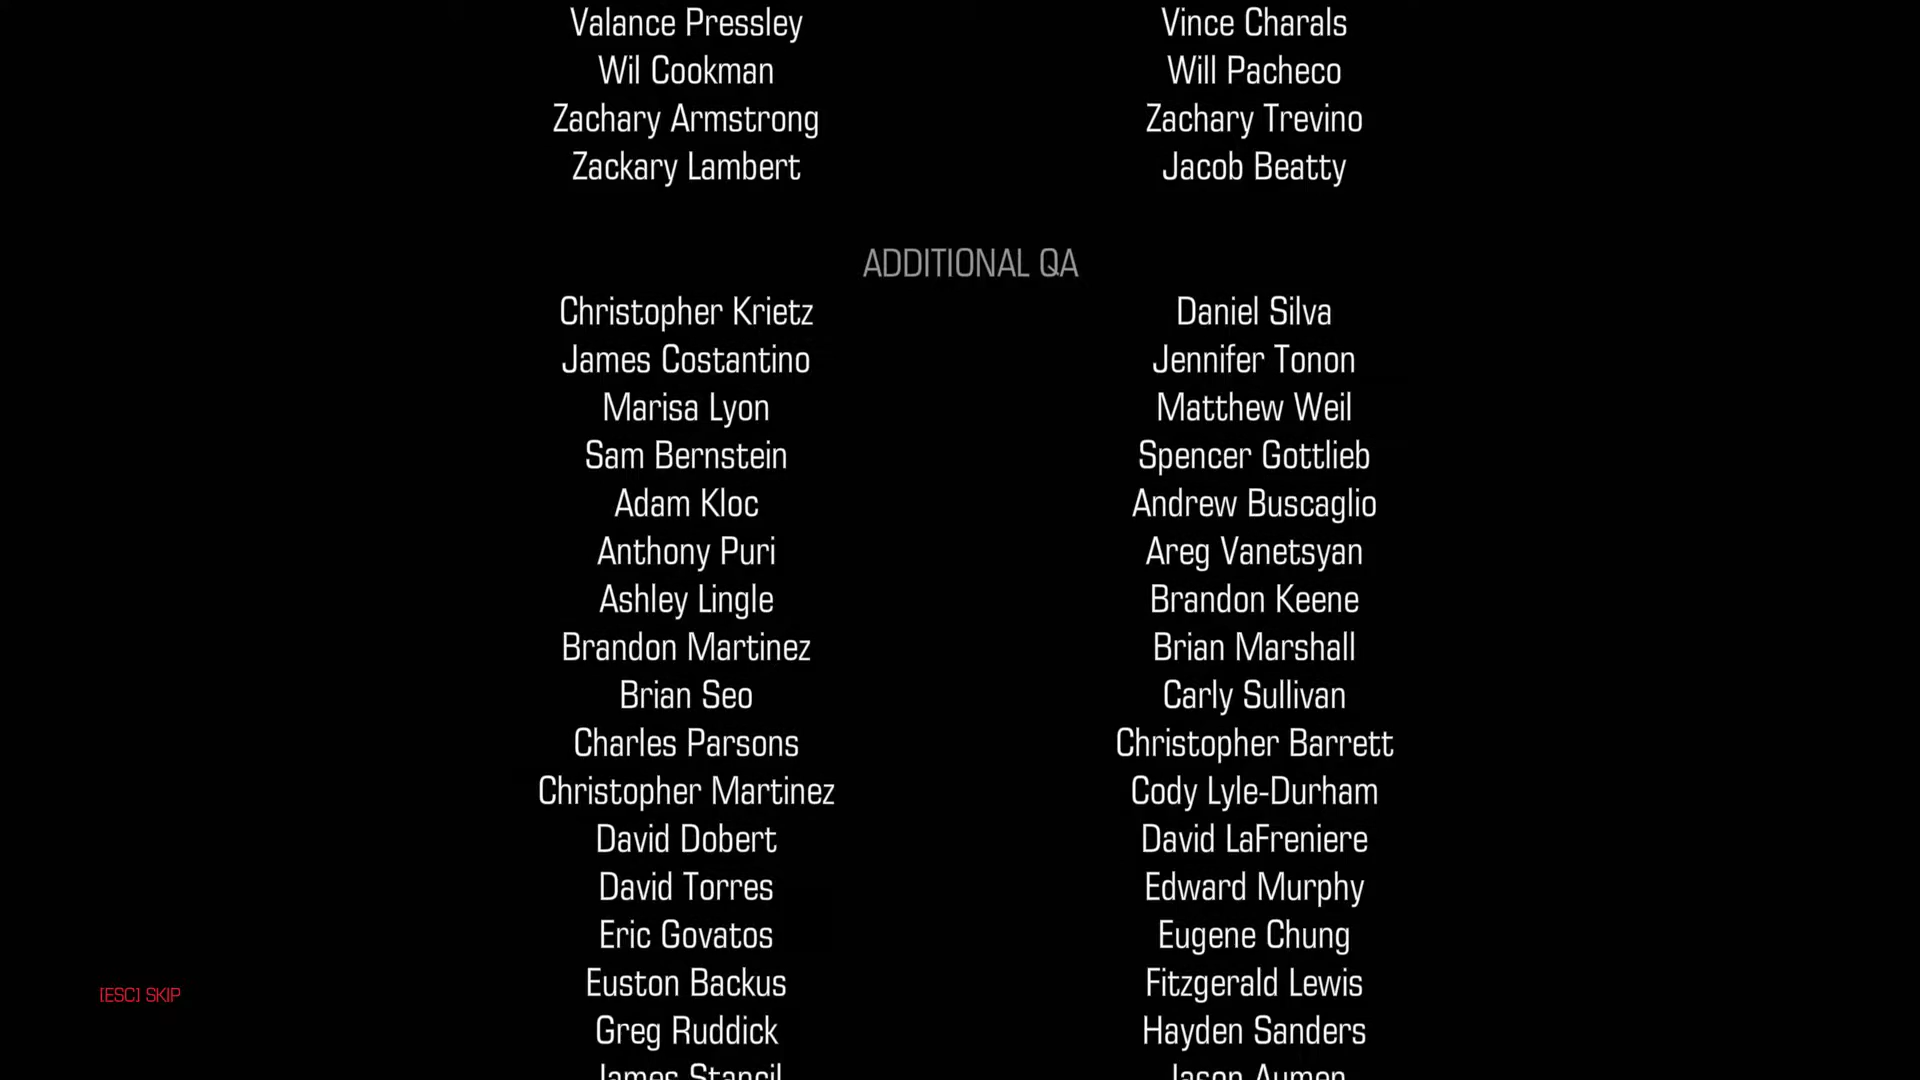 Valance Pressley Vince Charals
Wil Cookman Will Pacheco
Zachary Armstrong Zachary Trevino
Zackary Lambert Jacob Beatty
ADDITIONAL QA
Christopher Krietz Daniel Silva
James Costantino Jennifer Tonon
Marisa Lyon Matthew Weil
Sam Bernstein Spencer Gottlieb
Adam Kloc Andrew Buscaglio
Anthony Puri Areg Vanetsyan
Ashley Lingle Brandon Keene
Brandon Martinez Brian Marshall
Brian Seo Carly Sullivan
Charles Parsons Christopher Barrett
Christopher Martinez Cody Lyle-Durham
David Dobert David LaFreniere
David Torres Edward Murphy
Eric Govatos Eugene Chung
Euston Backus Fitzgerald Lewis
[ESC] SKIP
Greg Ruddick Hayden Sanders
James Stancil Jason Aumen